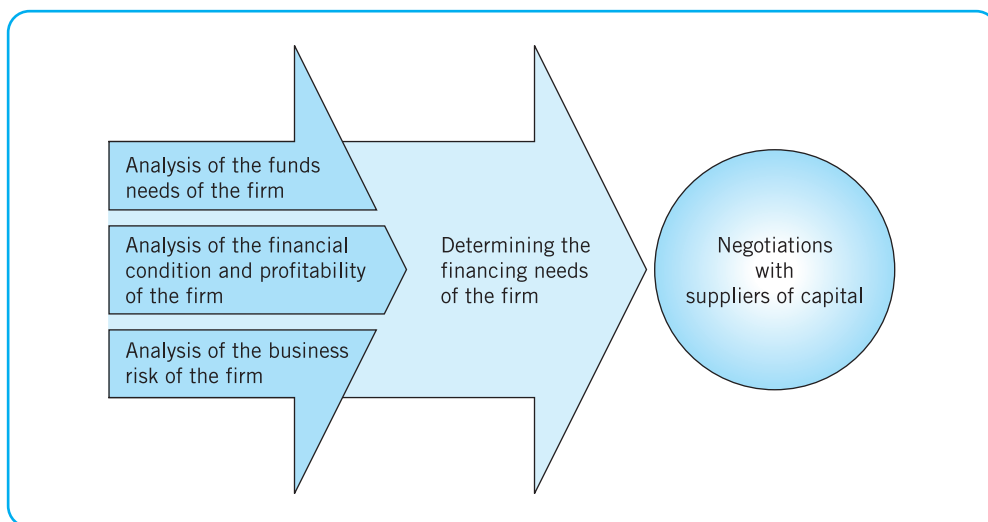 Analysis of the funds
needs of the firm
Analysis of the financial
condition and profitability
of the firm
Analysis of the business
risk of the firm
Determining the
financing needs
of the firm
Negotiations
with
suppliers of capital